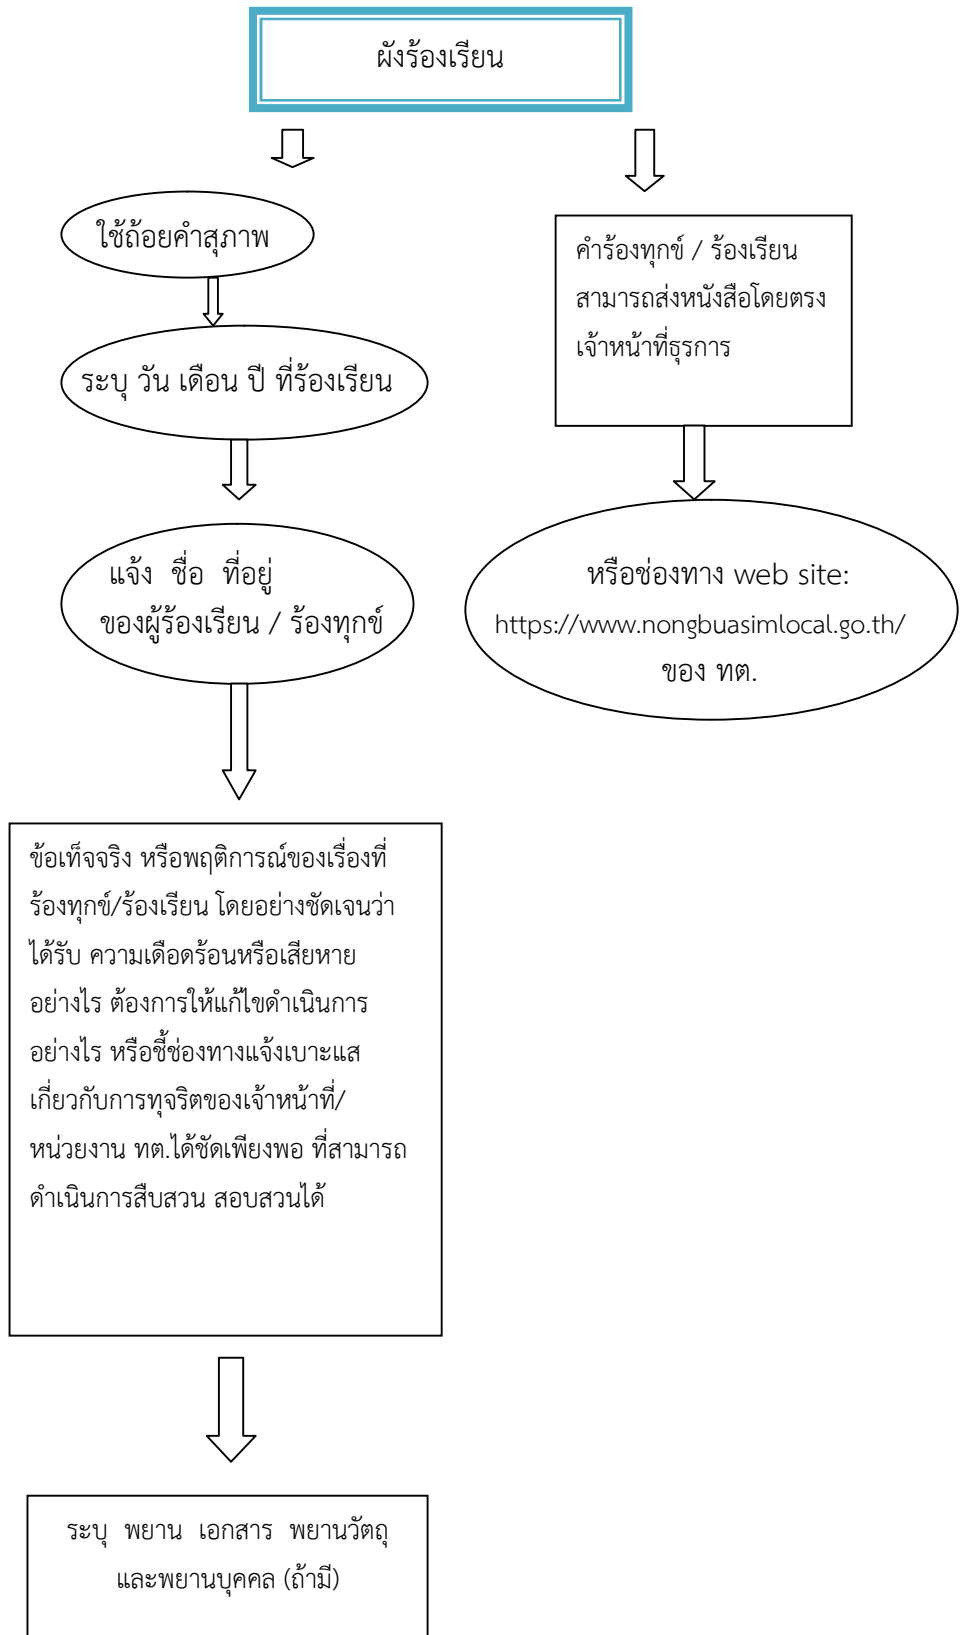 ผังร้องเรียน
ใช้ถ้อยคำสุภาพ
ระบุ วัน เดือน ปี ที่ร้องเรียน
แจ้ง ชื่อ ที่อยู่
ของผู้ร้องเรียน / ร้องทุกข์
ข้อเท็จจริง หรือพฤติการณ์ของเรื่องที่
ร้องทุกข์/ร้องเรียน โดยอย่างชัดเจนว่า
ได้รับ ความเดือดร้อนหรือเสียหาย
อย่างไร ต้องการให้แก้ไขดำเนินการ
อย่างไร หรือชี้ช่องทางแจ้งเบาะแส
เกี่ยวกับการทุจริตของเจ้าหน้าที่/
หน่วยงาน ทต.ได้ชัดเพียงพอ ที่สามารถ
ดำเนินการสืบสวน สอบสวนได้
ระบุ พยาน เอกสาร พยานวัตถุ
และพยานบุคคล (ถ้ามี)
คำร้องทุกข์ / ร้องเรียน
สามารถส่งหนังสือโดยตรง
เจ้าหน้าที่ธุรการ
หรือช่องทาง web site:
https://www.nongbuasimlocal.go.th/
ของ ทต.